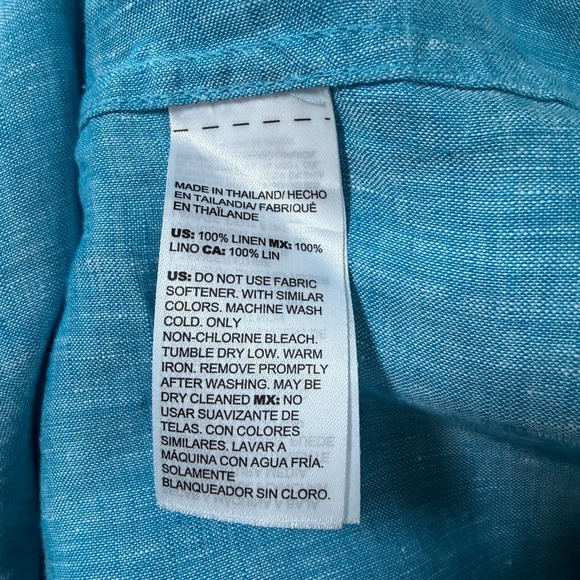 MADE IN THAILAND/ HECHO
EN TAILANDIA/ FABRIQUÉ
EN THAÏLANDE
US: 100% LINEN MX: 100%
LINO CA: 100% LIN
US: DO NOT USE FABRIC
SOFTENER. WITH SIMILAR
COLORS. MACHINE WASH
COLD. ONLY
NON-CHLORINE BLEACH.
TUMBLE DRY LOW. WARM
IRON. REMOVE PROMPTLY
AFTER WASHING. MAY BE
DRY CLEANED MX: NO
USAR SUAVIZANTE DE
TELAS. CON COLORES
SIMILARES. LAVAR A
MÁQUINA CON AGUA FRÍA.
SOLAMENTE
BLANQUEADOR SIN CLORO.